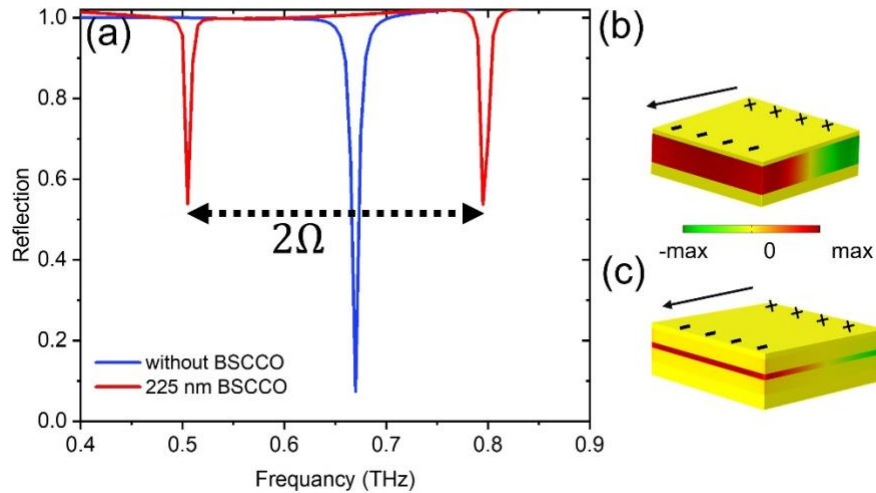 (a)
1.0
0.8
0.6
0.4
0.2
0.0
Reflection
2Ω
without BSCCO
225 nm BSCCO
0.4 0.5 0.6 0.7 0.8 0.9
Frequancy (THz)
(b)
+ + + +
- - - -
-max 0 max
(c)
+ + + +
- - - -